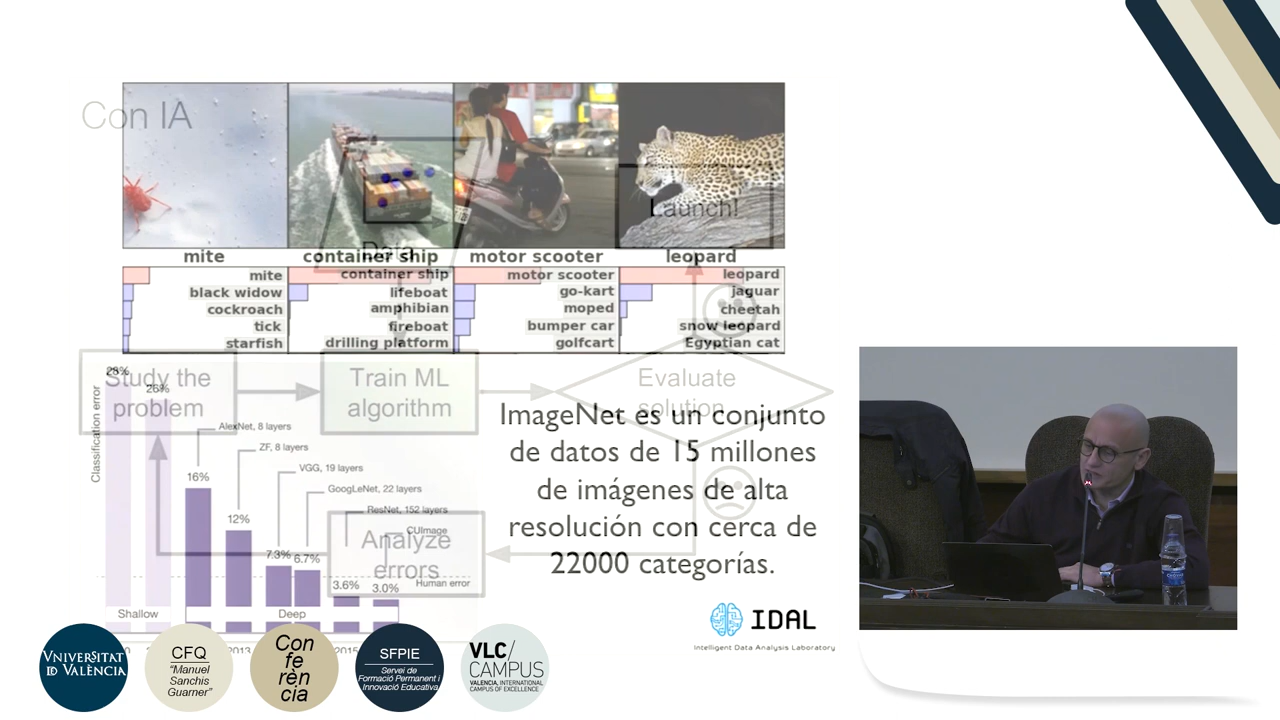 Con IA
Launch!
Data
mite
container ship
motor scooter
leopard
mite
black widow
cockroach
tick
starfish
container ship
lifeboat
amphibian
fireboat
drilling platform
motor scooter
go-kart
moped
bumper car
golfcart
leopard
jaguar
cheetah
snow leopard
Egyptian cat
Study the
problem
Train ML
algorithm
Evaluate
solution
Analyze
errors
Classification error
28%
26%
16%
12%
7.3%
6.7%
3.6%
3.0%
AlexNet, 8 layers
ZF, 8 layers
VGG, 19 layers
GoogLeNet, 22 layers
ResNet, 152 layers
CUImage
Human error
Shallow
Deep
2013
2015
ImageNet es un conjunto
de datos de 15 millones
de imágenes de alta
resolución con cerca de
22000 categorías.
IDAL
Intelligent Data Analysis Laboratory
VNIVERSITAT
ID VALÈNCIA
CFQ
"Manuel
Sanchis
Guarner"
Con
fe
rèn
cia
SFPIE
Servei de
Formació Permanent i
Innovació Educativa
VLC/
CAMPUS
VALENCIA, INTERNATIONAL
CAMPUS OF EXCELLENCE